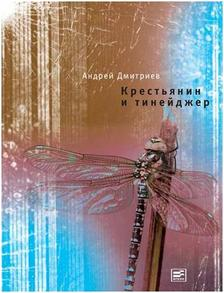 Андрей Дмитриев
Крестьянин
и тинейджер